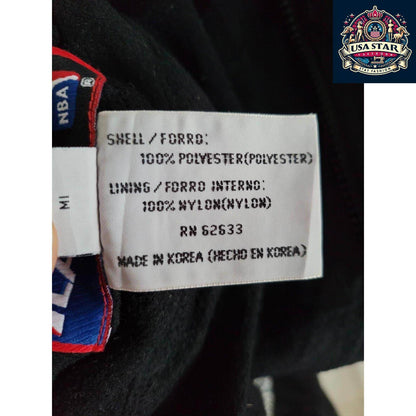 USA STAR
NBA
SHELL / FORRO:
100% POLYESTER(POLYESTER)
LINING / FORRO INTERNO:
100% NYLON(NYLON)
RN 62633
MADE IN KOREA (HECHO EN KOREA)
MI